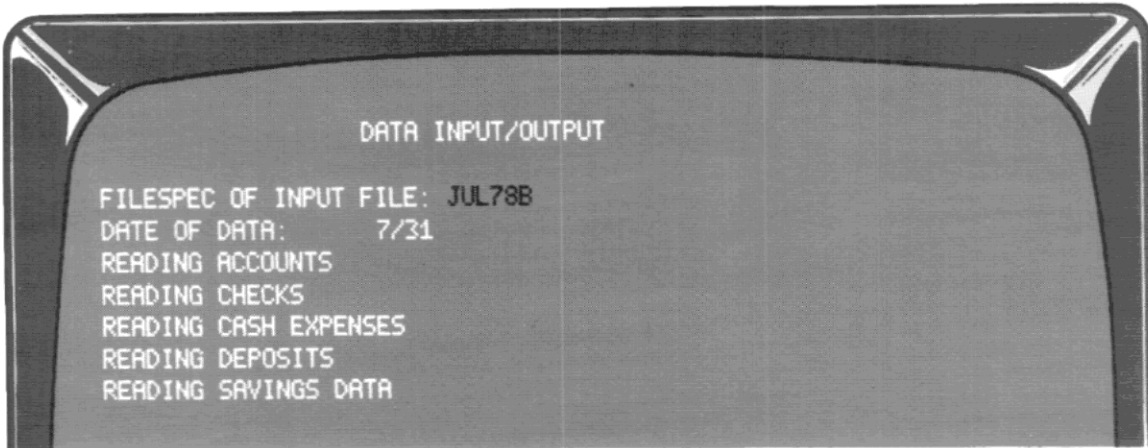 DATA INPUT/OUTPUT
FILESPEC OF INPUT FILE: JUL78B
DATE OF DATA: 7/31
READING ACCOUNTS
READING CHECKS
READING CASH EXPENSES
READING DEPOSITS
READING SAVINGS DATA